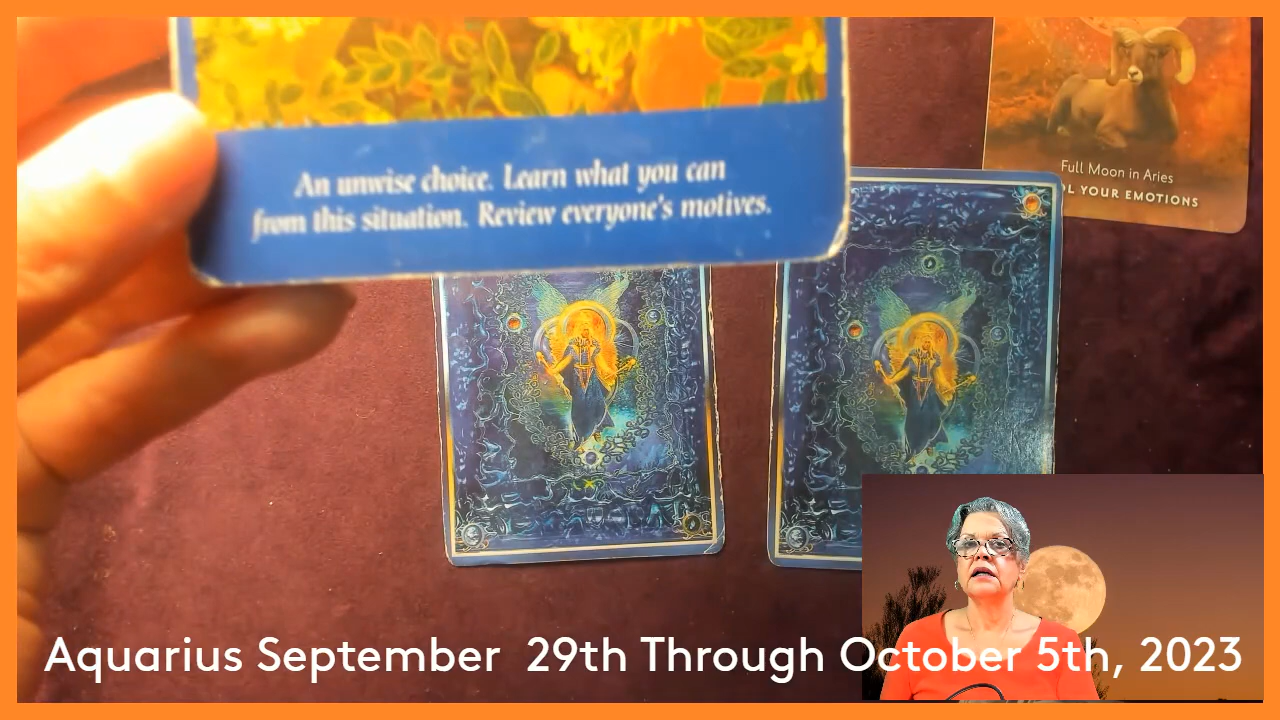 An unwise choice. Learn what you can
from this situation. Review everyone's motives.
Full Moon in Aries
YOUR EMOTIONS
Aquarius September 29th Through October 5th, 2023